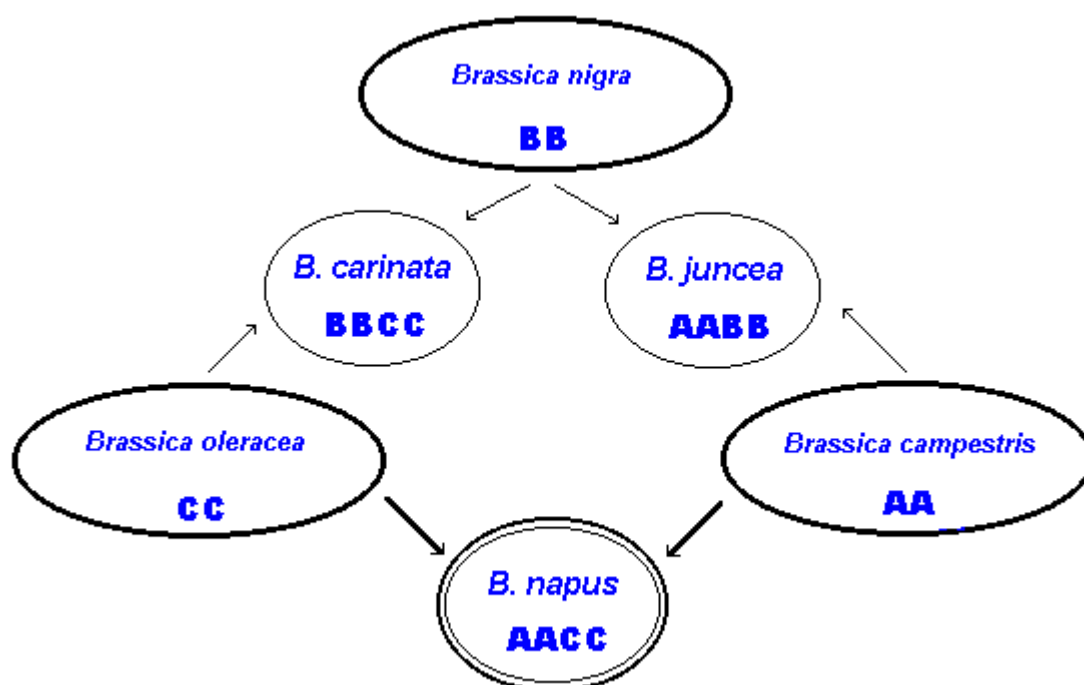 Brassica nigra
BB
B. carinata
BBCC
B. juncea
AABB
Brassica oleracea
CC
Brassica campestris
AA
B. napus
AACC